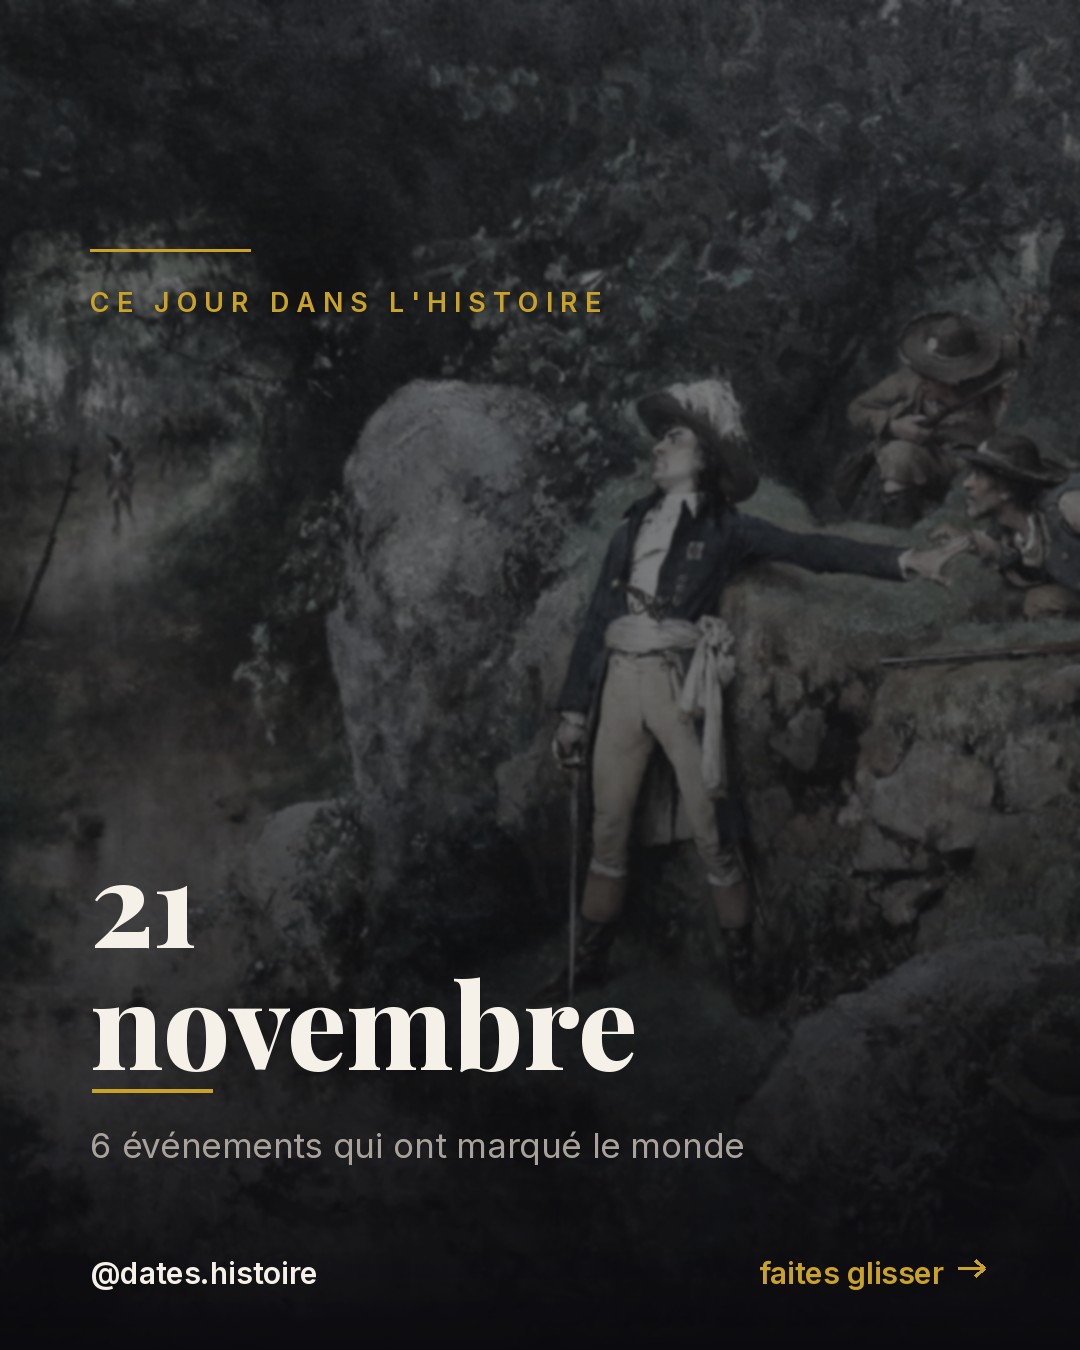 CE JOUR DANS L'HISTOIRE
21
novembre
6 événements qui ont marqué le monde
@dates.histoire
faites glisser →